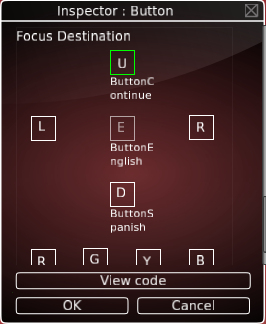 Inspector : Button
Focus Destination
U
ButtonC
ontinue
L E R
ButtonE
nglish
D
ButtonS
panish
R G Y B
View code
OK Cancel